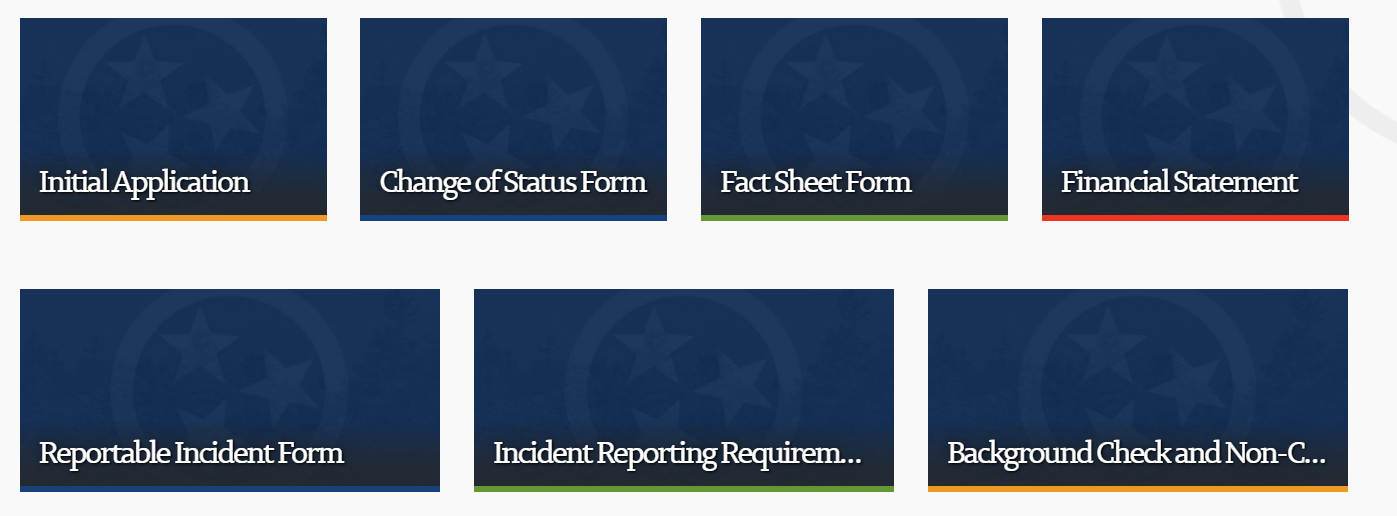 Initial Application
Change of Status Form
Fact Sheet Form
Financial Statement
Reportable Incident Form
Incident Reporting Requirem...
Background Check and Non-C...